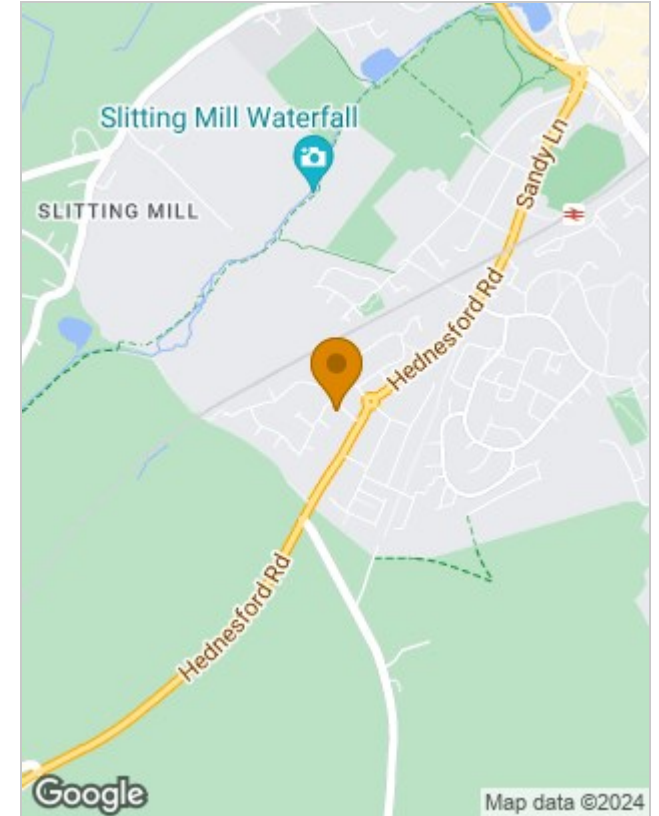 Slitting Mill Waterfall
SLITTING MILL
Sandy Ln
Hednesford Rd
Hednesford Rd
Google
Map data ©2024